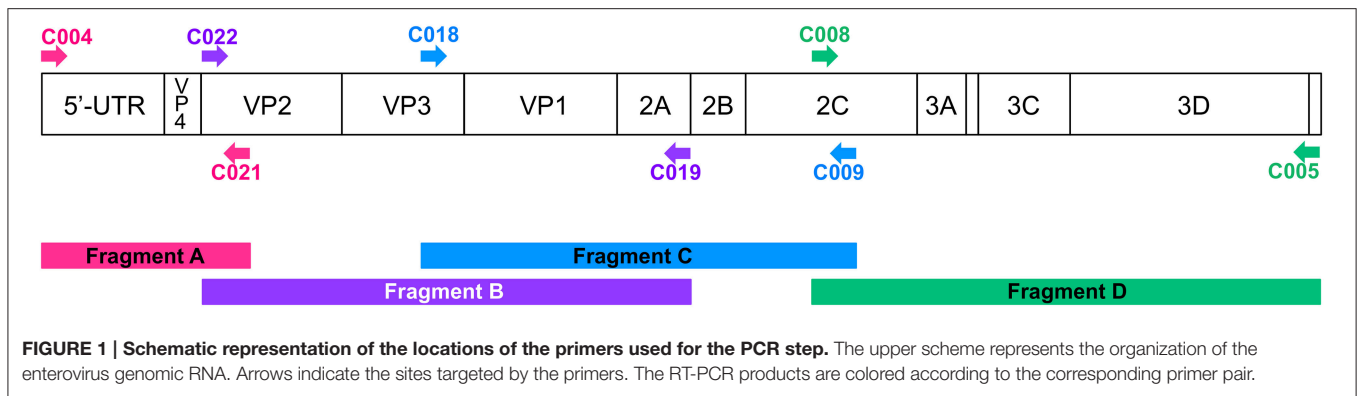 C004 C022 C018 C008
5’-UTR VP4 VP2 VP3 VP1 2A 2B 2C 3A 3C 3D
C021 C019 C009 C005
Fragment A Fragment C
Fragment B Fragment D
FIGURE 1 | Schematic representation of the locations of the primers used for the PCR step. The upper scheme represents the organization of the
enterovirus genomic RNA. Arrows indicate the sites targeted by the primers. The RT-PCR products are colored according to the corresponding primer pair.